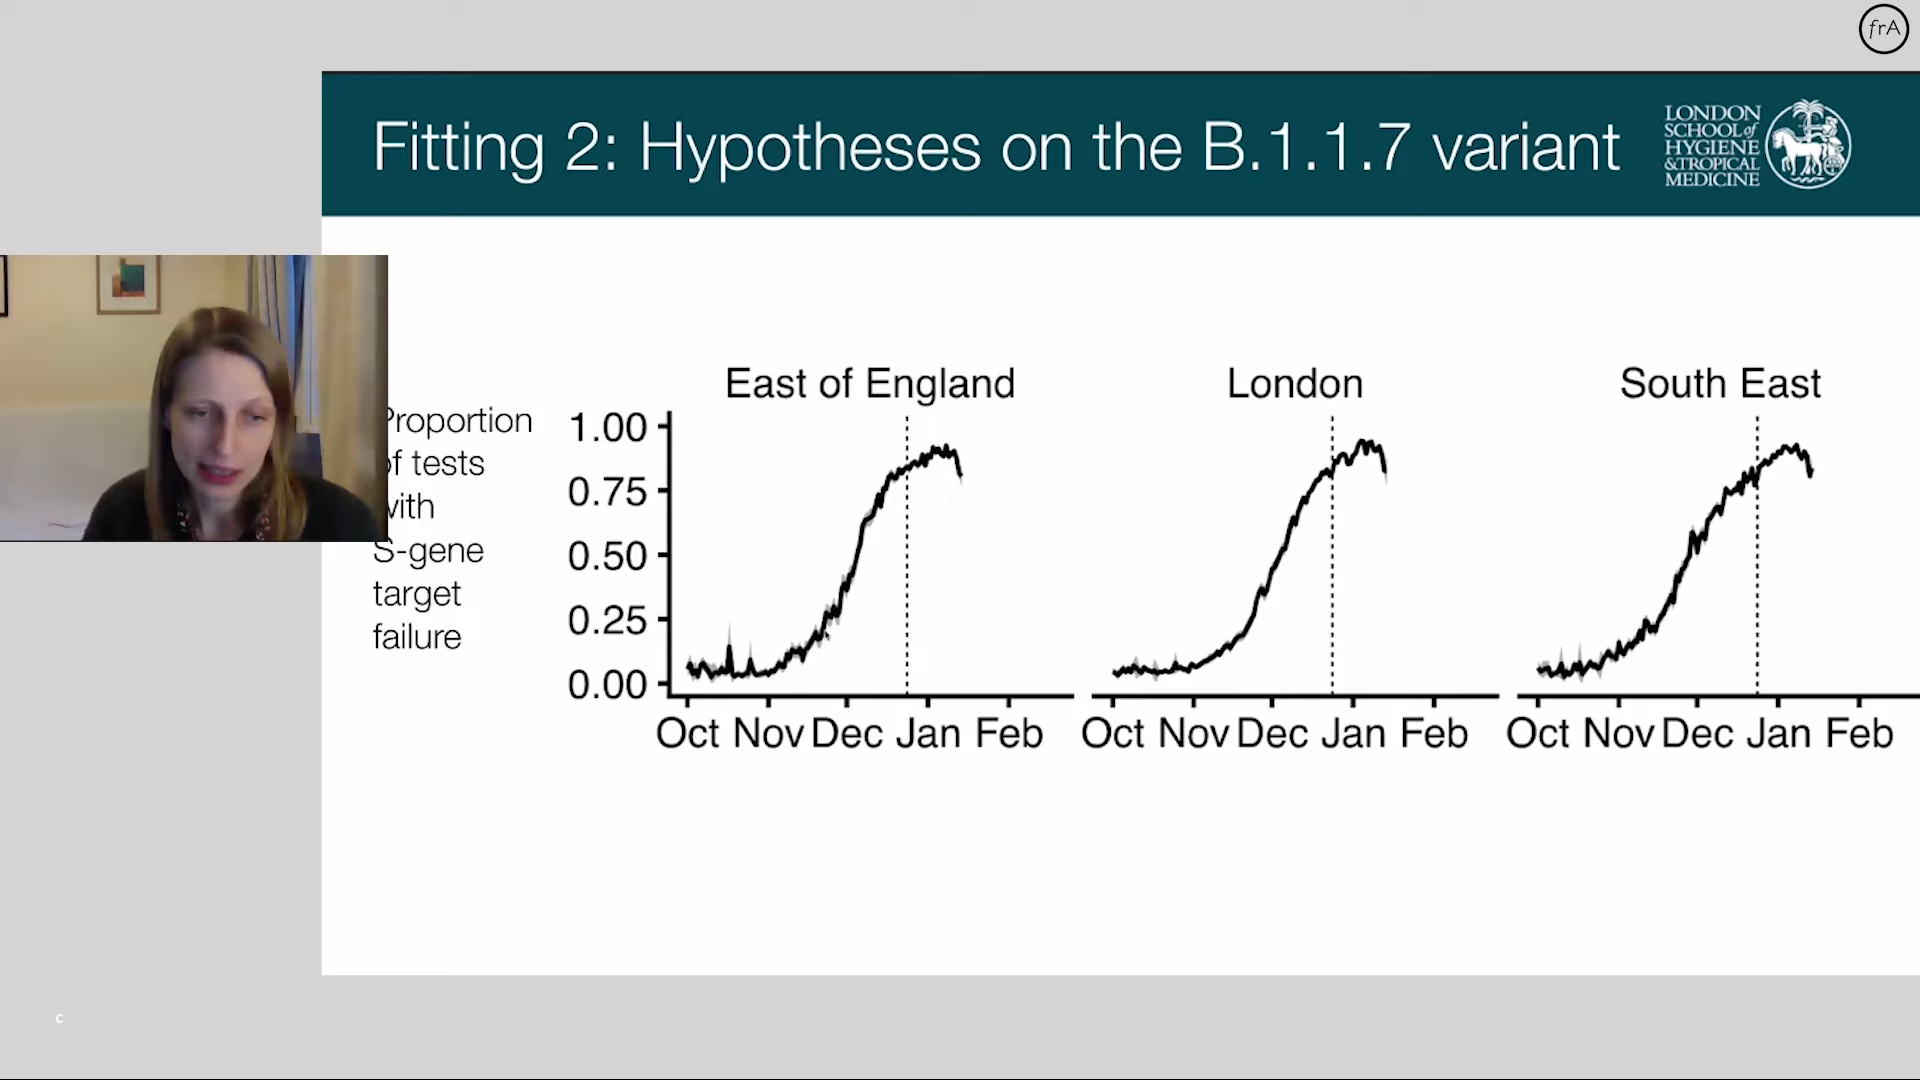 frA
Fitting 2: Hypotheses on the B.1.1.7 variant
LONDON
SCHOOL of
HYGIENE
&TROPICAL
MEDICINE
East of England
London
South East
Proportion
of tests
with
S-gene
target
failure
1.00
0.75
0.50
0.25
0.00
Oct Nov Dec Jan Feb
Oct Nov Dec Jan Feb
Oct Nov Dec Jan Feb
c